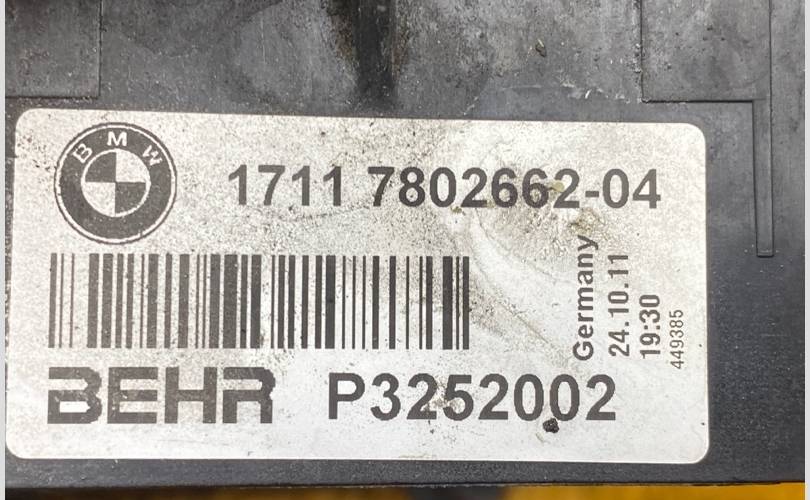 BMW
1711 7802662-04
Germany
24.10.11
19:30
449385
BEHR P3252002